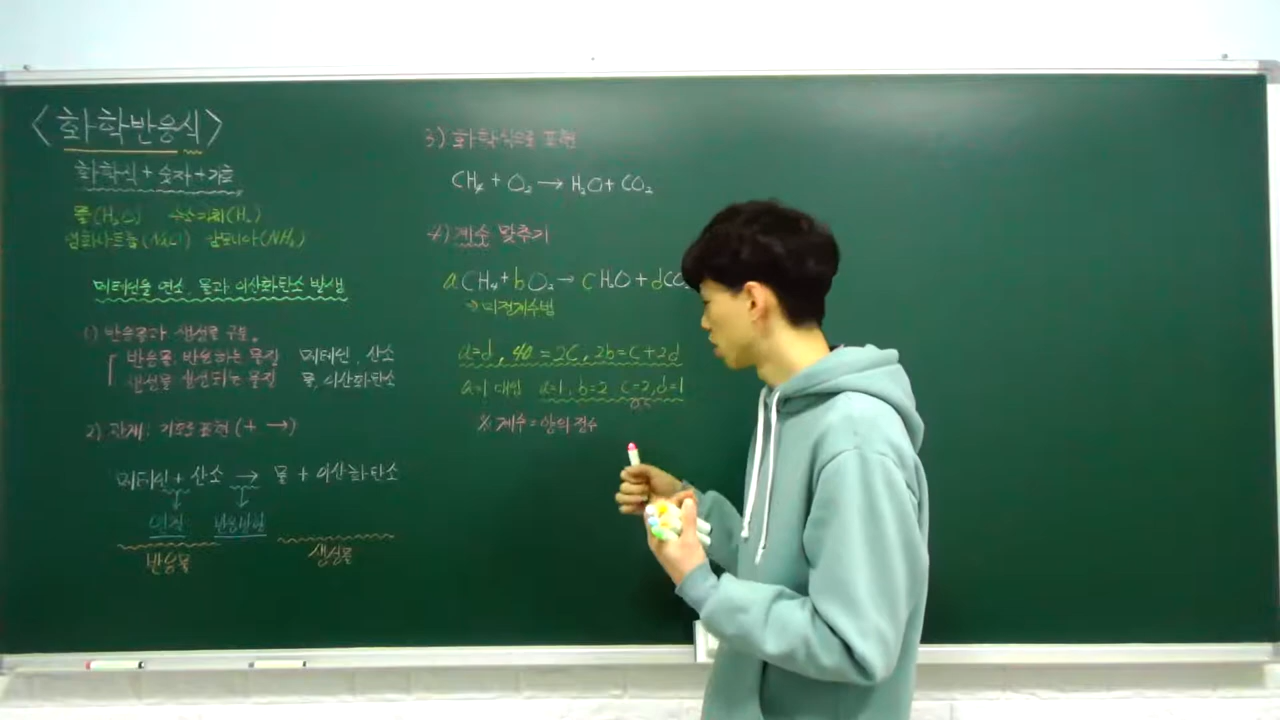 <화학반응식>
화학식+숫자+기호
물(H₂O) 수소기체(H₂)
염화나트륨(NaCl) 암모니아(NH₃)
메테인을 연소, 물과 이산화탄소 발생
1) 반응물과 생성물 구분.
반응물: 반응하는 물질 메테인, 산소
생성물: 생성되는 물질 물, 이산화탄소
2) 관계: 기호로 표현(+ →)
메테인 + 산소 → 물 + 이산화탄소
반응방향
반응물 생성물
3) 화학식으로 표현
CH₄ + O₂ → H₂O + CO₂
4) 계수 맞추기
aCH₄ + bO₂ → cH₂O + dCO₂
→ 미정계수법
a=d, 4a=2c, 2b=c+2d
a=1 대입 a=1, b=2 c=2, d=1
0.5
※ 계수=양의 정수